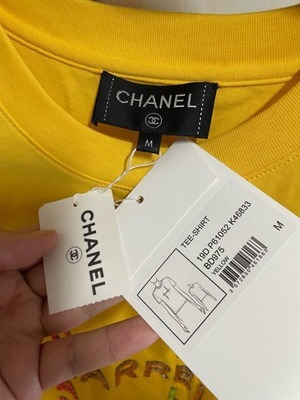 CHANEL
M
CHANEL
TEE-SHIRT
19D P61052 K46833
BD975
YELLOW
M